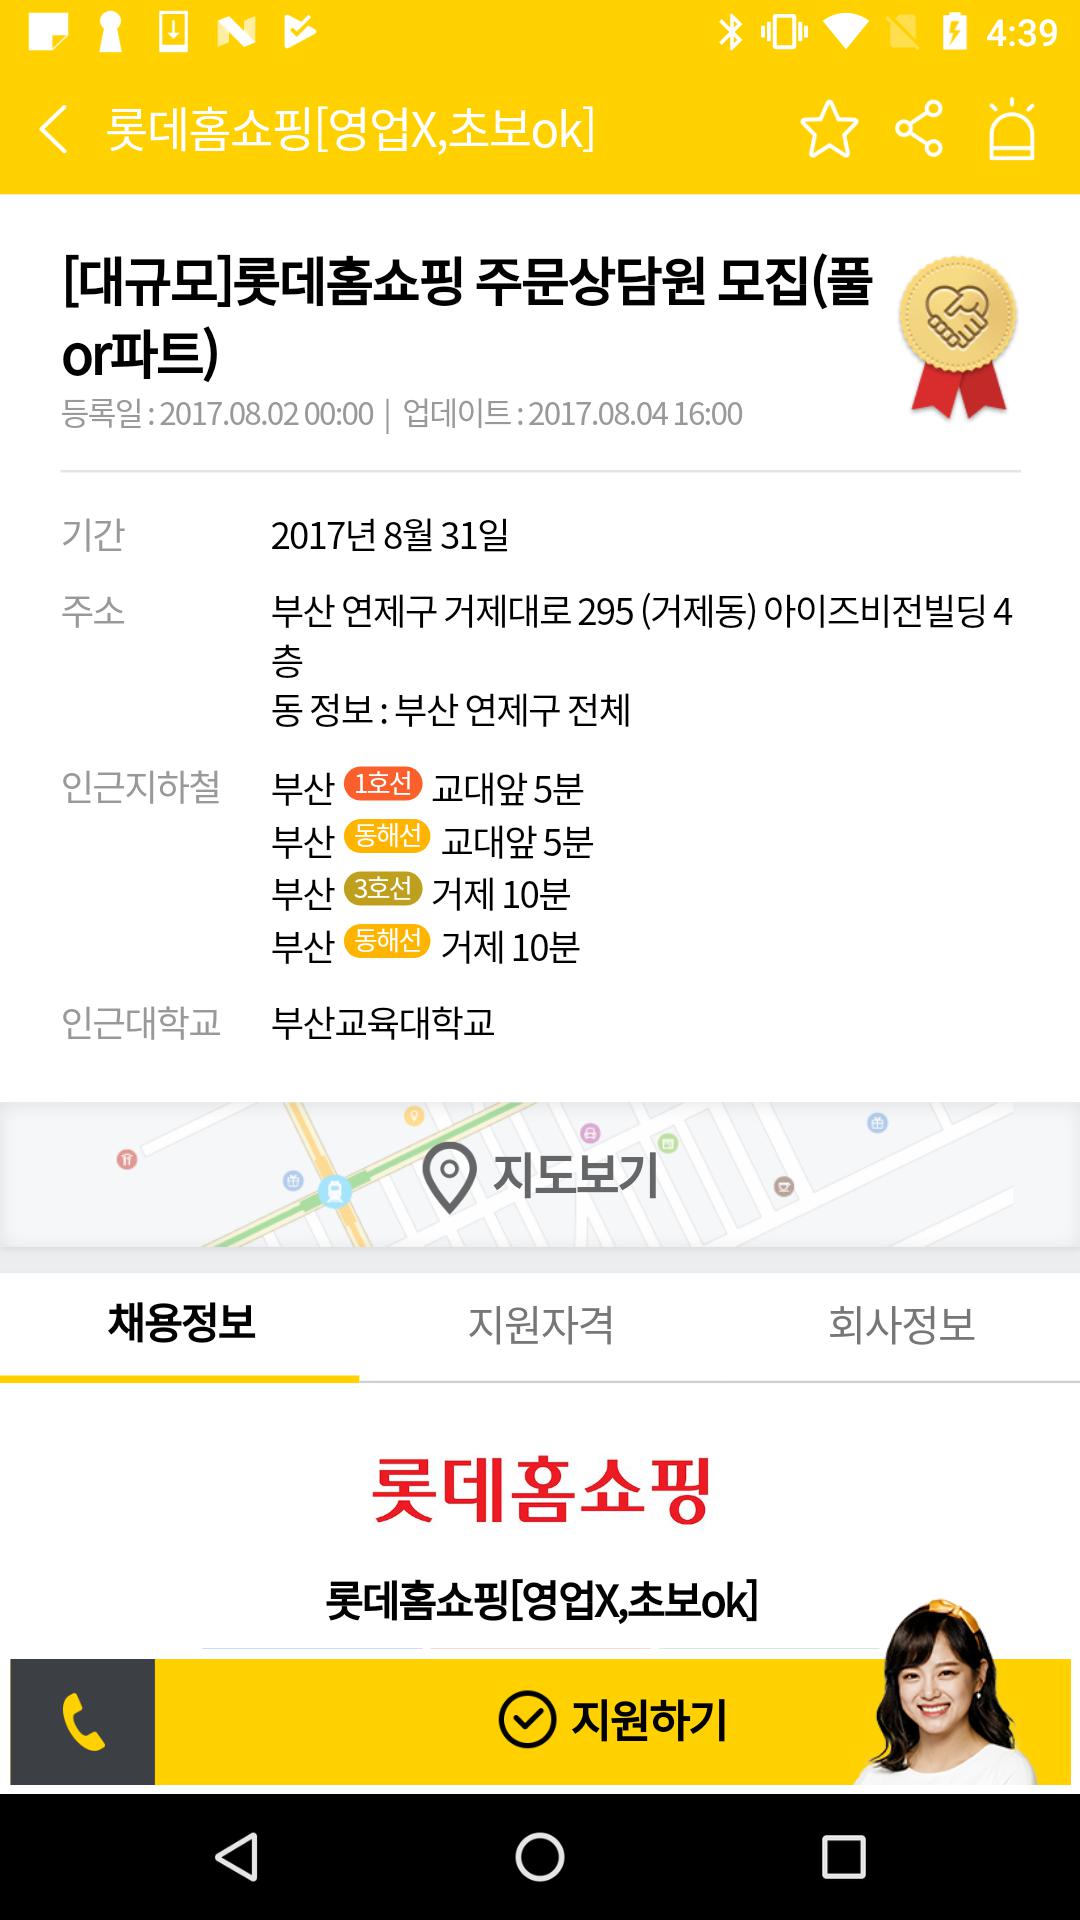 4:39
롯데홈쇼핑[영업X,초보ok]
[대규모]롯데홈쇼핑 주문상담원 모집(풀
or파트)
등록일 : 2017.08.02 00:00 | 업데이트 : 2017.08.04 16:00
기간 2017년 8월 31일
주소 부산 연제구 거제대로 295 (거제동) 아이즈비전빌딩 4
층
동 정보 : 부산 연제구 전체
인근지하철 부산 1호선 교대앞 5분
부산 동해선 교대앞 5분
부산 3호선 거제 10분
부산 동해선 거제 10분
인근대학교 부산교육대학교
지도보기
채용정보 지원자격 회사정보
롯데홈쇼핑
롯데홈쇼핑[영업X,초보ok]
지원하기